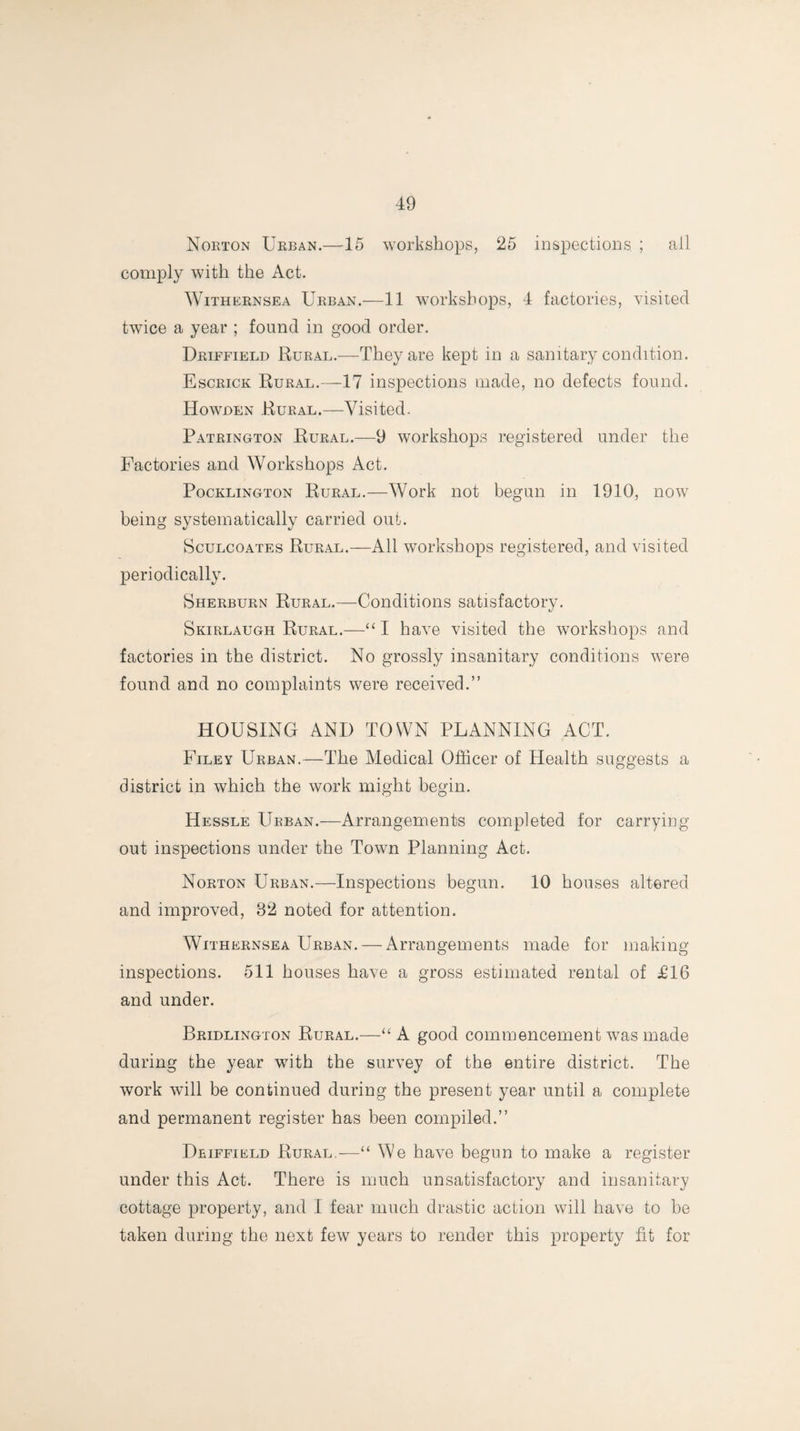 49
Norton Urban.—15 workshops, 25 inspections ; all
comply with the Act.
Withernsea Urban.—11 workshops, 4 factories, visited
twice a year ; found in good order.
Driffield Rural.—They are kept in a sanitary condition.
Escrick Rural.—17 inspections made, no defects found.
Howden Rural.—Visited.
Patrington Rural.—9 workshops registered under the
Factories and Workshops Act.
Pocklington Rural.—Work not begun in 1910, now
being systematically carried out.
Sculcoates Rural.—All workshops registered, and visited
periodically.
Sherburn Rural.—Conditions satisfactory.
Skirlaugh Rural.—“ I have visited the workshops and
factories in the district. No grossly insanitary conditions were
found and no complaints were received.”
HOUSING AND TOWN PLANNING ACT.
Filey Urban.—The Medical Officer of Health suggests a
district in which the work might begin.
Hessle Urban.—Arrangements completed for carrying
out inspections under the Town Planning Act.
Norton Urban.—Inspections begun. 10 houses altered
and improved, 32 noted for attention.
Withernsea Urban.—Arrangements made for making
inspections. 511 houses have a gross estimated rental of £16
and under.
Bridlington Rural.—“ A good commencement was made
during the year with the survey of the entire district. The
work will be continued during the present year until a complete
and permanent register has been compiled.”
Driffield Rural.—“ We have begun to make a register
under this Act. There is much unsatisfactory and insanitary
cottage property, and I fear much drastic action will have to be
taken during the next few years to render this property fit for